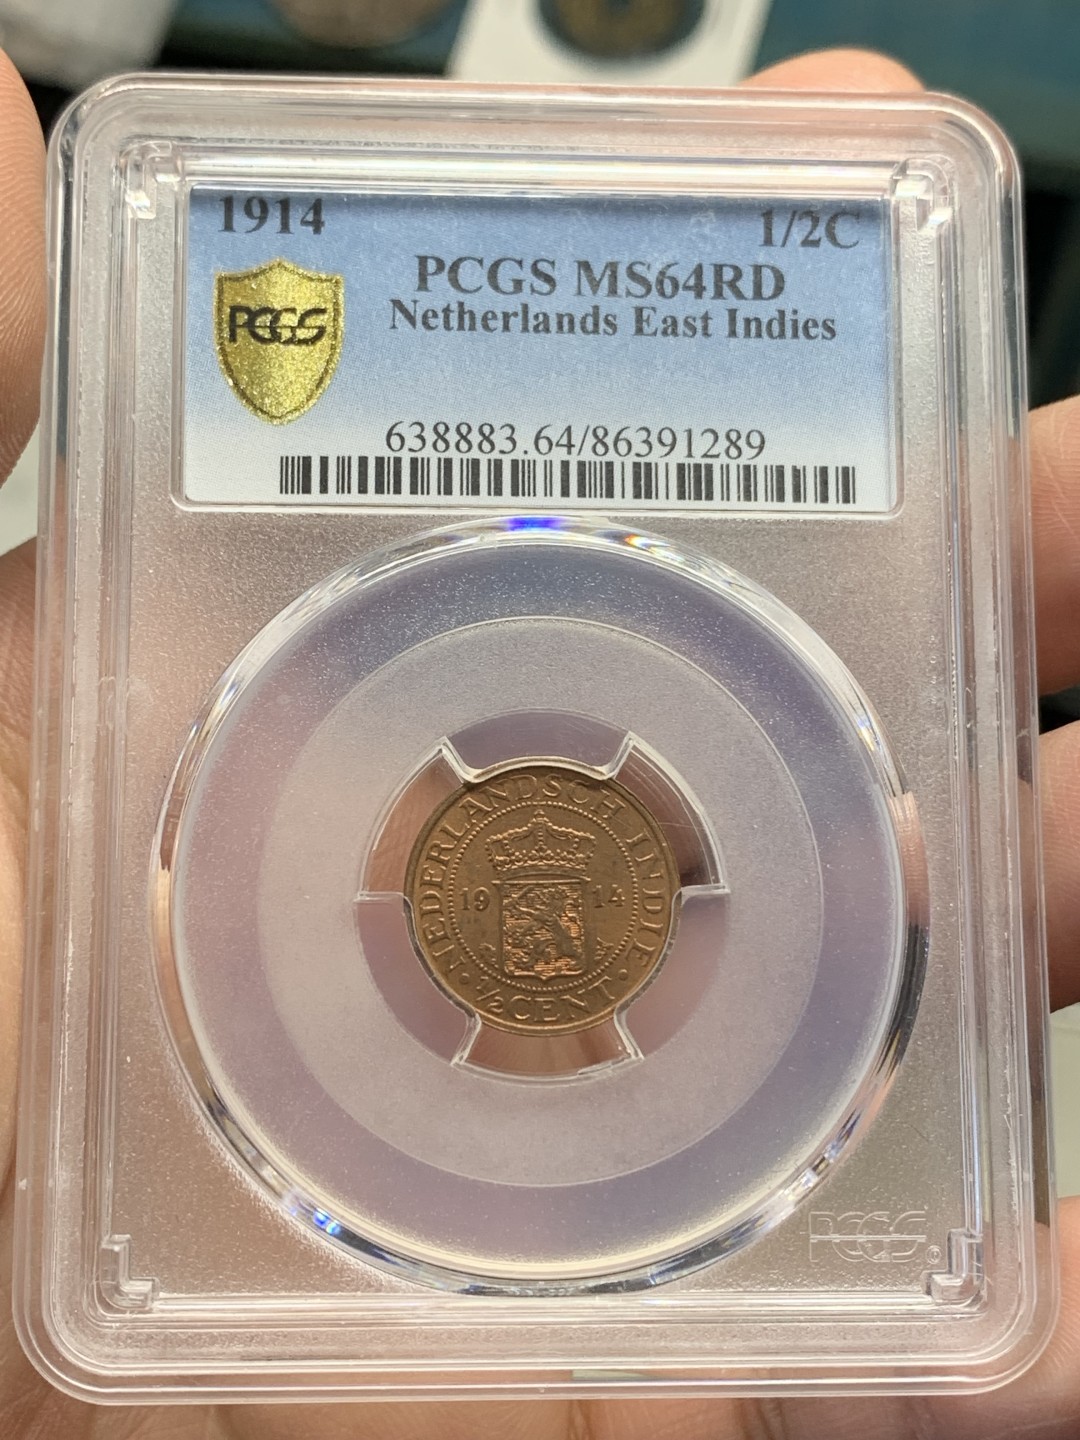 1914 1/2C
PCGS MS64RD
Netherlands East Indies
PCGS
638883.64/86391289
NEDERLANDSCH INDIE
19 14
1/2 CENT
PCGS ©